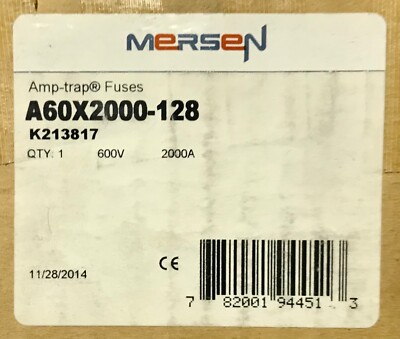 MERSEN
Amp-trap® Fuses
A60X2000-128
K213817
QTY: 1 600V 2000A
CE
11/28/2014
7 82001 94451 3